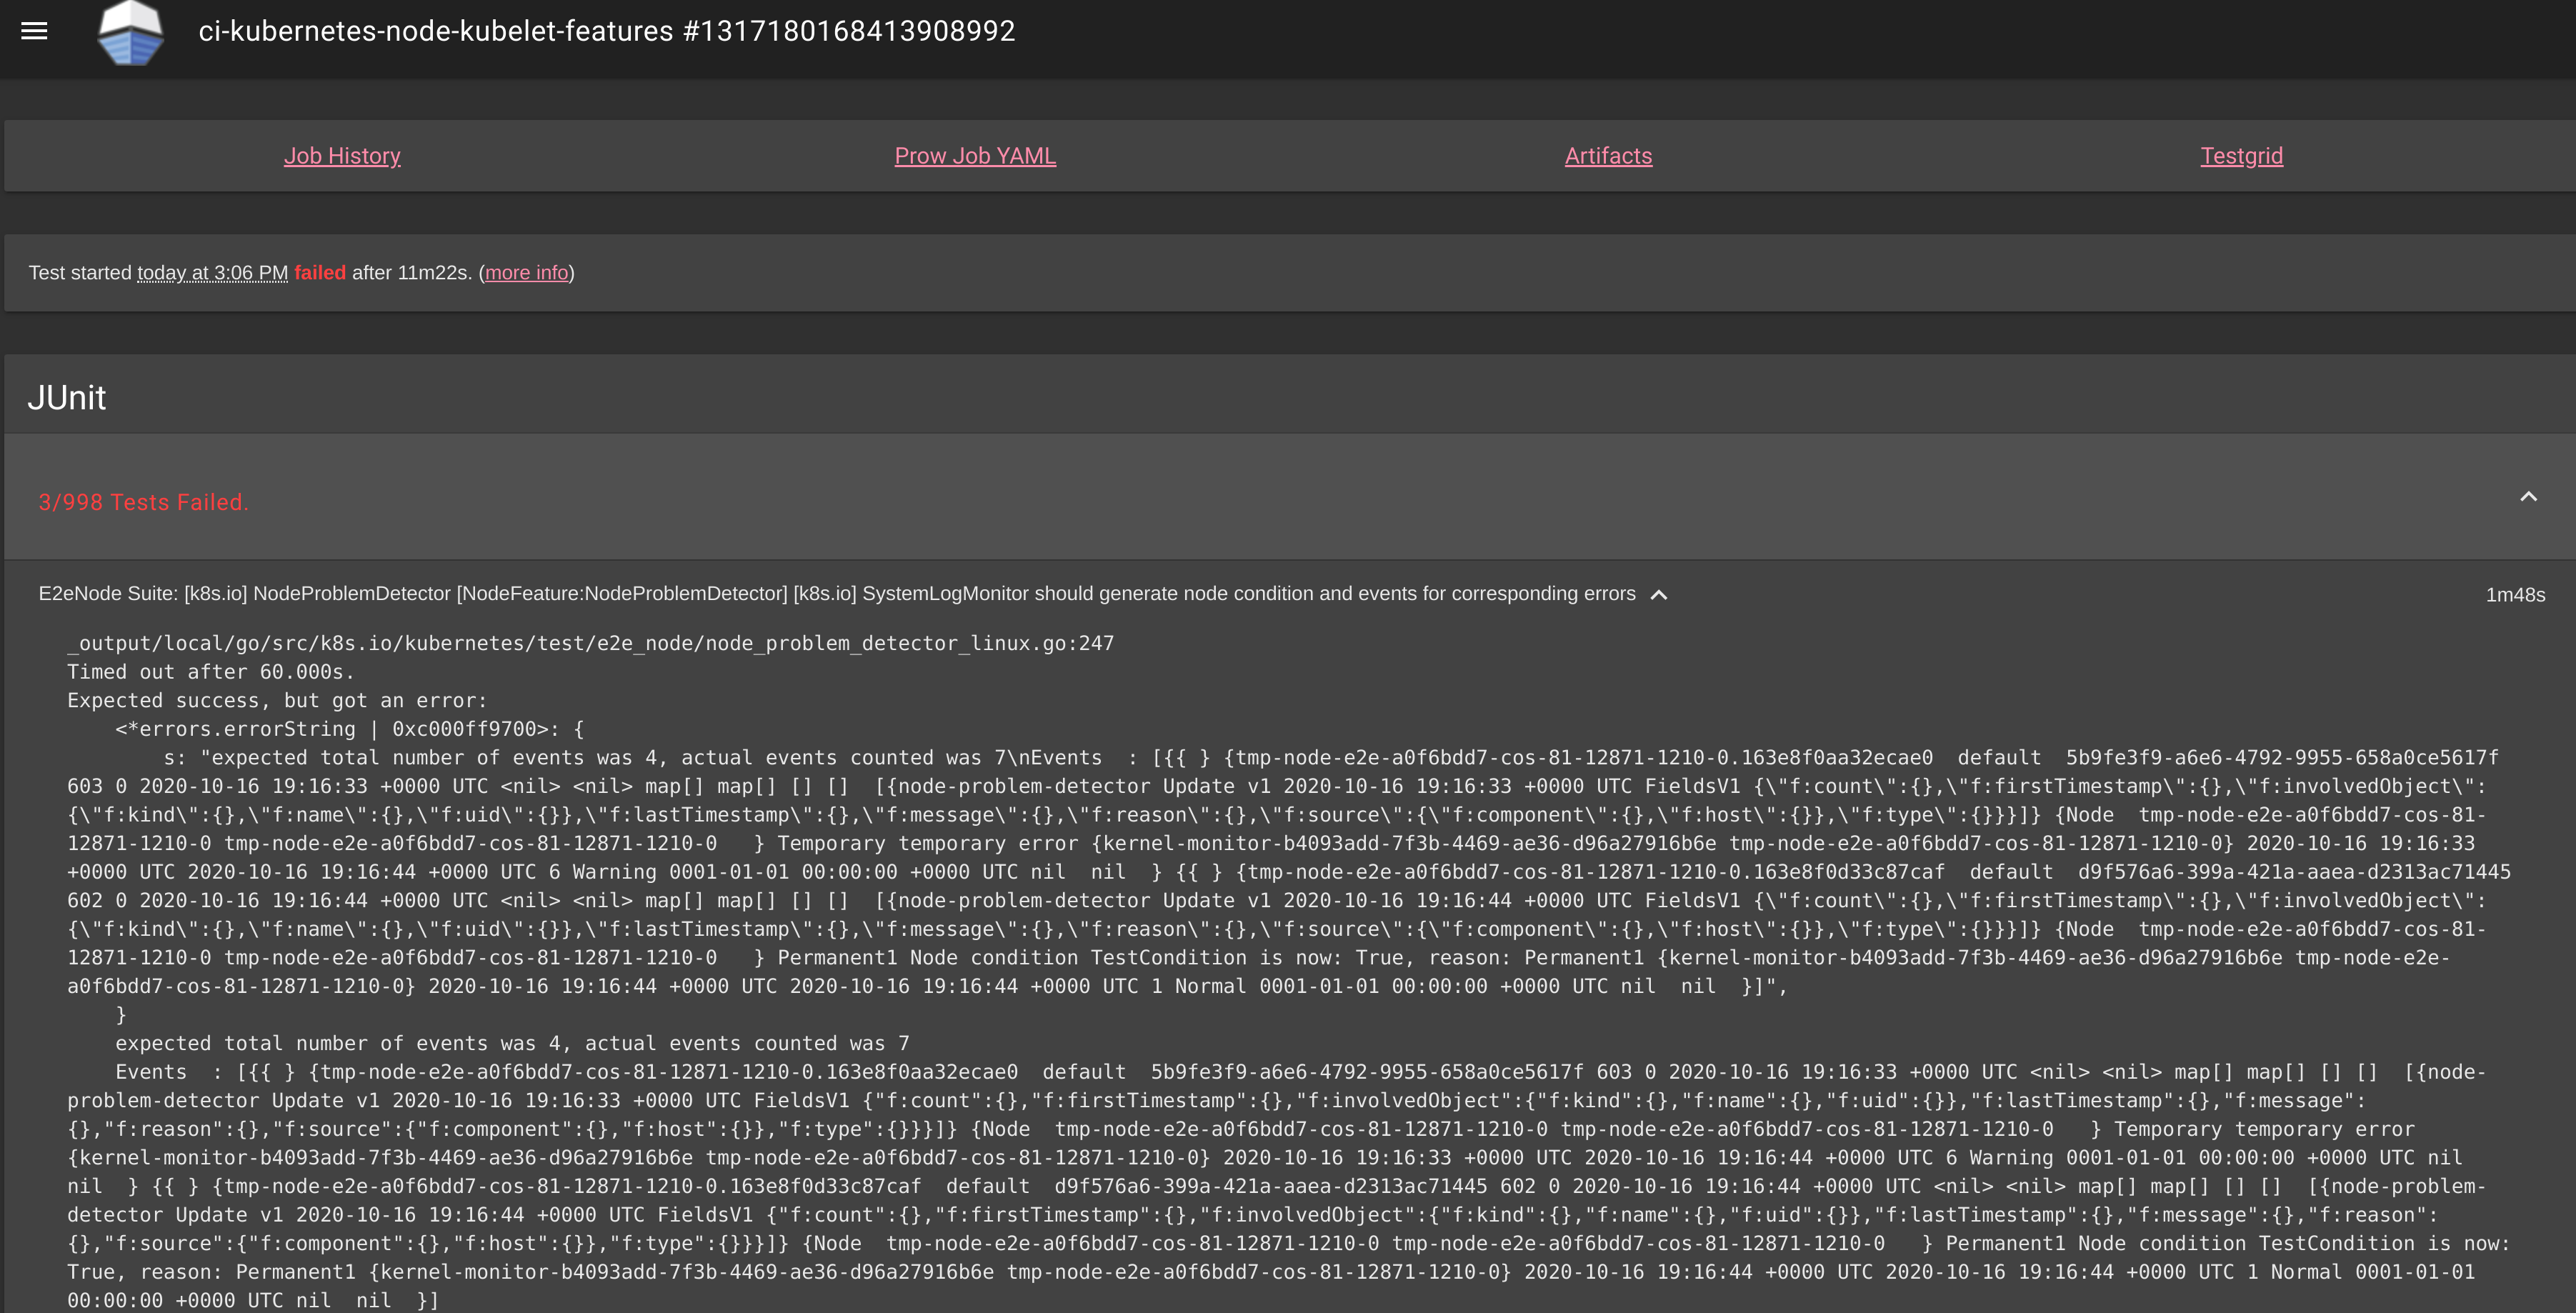 ci-kubernetes-node-kubelet-features #1317180168413908992
Job History
Prow Job YAML
Artifacts
Testgrid
Test started today at 3:06 PM failed after 11m22s. (more info)
JUnit
3/998 Tests Failed.
E2eNode Suite: [k8s.io] NodeProblemDetector [NodeFeature:NodeProblemDetector] [k8s.io] SystemLogMonitor should generate node condition and events for corresponding errors
1m48s
_output/local/go/src/k8s.io/kubernetes/test/e2e_node/node_problem_detector_linux.go:247
Timed out after 60.000s.
Expected success, but got an error:
    <*errors.errorString | 0xc000ff9700>: {
        s: "expected total number of events was 4, actual events counted was 7\nEvents  : [{{ } {tmp-node-e2e-a0f6bdd7-cos-81-12871-1210-0.163e8f0aa32ecae0  default  5b9fe3f9-a6e6-4792-9955-658a0ce5617f
603 0 2020-10-16 19:16:33 +0000 UTC <nil> <nil> map[] map[] [] []  [{node-problem-detector Update v1 2020-10-16 19:16:33 +0000 UTC FieldsV1 {\"f:count\":{},\"f:firstTimestamp\":{},\"f:involvedObject\":
{\"f:kind\":{},\"f:name\":{},\"f:uid\":{}},\"f:lastTimestamp\":{},\"f:message\":{},\"f:reason\":{},\"f:source\":{\"f:component\":{},\"f:host\":{}},\"f:type\":{}}}]} {Node  tmp-node-e2e-a0f6bdd7-cos-81-
12871-1210-0 tmp-node-e2e-a0f6bdd7-cos-81-12871-1210-0   } Temporary temporary error {kernel-monitor-b4093add-7f3b-4469-ae36-d96a27916b6e tmp-node-e2e-a0f6bdd7-cos-81-12871-1210-0} 2020-10-16 19:16:33
+0000 UTC 2020-10-16 19:16:44 +0000 UTC 6 Warning 0001-01-01 00:00:00 +0000 UTC nil  nil  } {{ } {tmp-node-e2e-a0f6bdd7-cos-81-12871-1210-0.163e8f0d33c87caf  default  d9f576a6-399a-421a-aaea-d2313ac71445
602 0 2020-10-16 19:16:44 +0000 UTC <nil> <nil> map[] map[] [] []  [{node-problem-detector Update v1 2020-10-16 19:16:44 +0000 UTC FieldsV1 {\"f:count\":{},\"f:firstTimestamp\":{},\"f:involvedObject\":
{\"f:kind\":{},\"f:name\":{},\"f:uid\":{}},\"f:lastTimestamp\":{},\"f:message\":{},\"f:reason\":{},\"f:source\":{\"f:component\":{},\"f:host\":{}},\"f:type\":{}}}]} {Node  tmp-node-e2e-a0f6bdd7-cos-81-
12871-1210-0 tmp-node-e2e-a0f6bdd7-cos-81-12871-1210-0   } Permanent1 Node condition TestCondition is now: True, reason: Permanent1 {kernel-monitor-b4093add-7f3b-4469-ae36-d96a27916b6e tmp-node-e2e-
a0f6bdd7-cos-81-12871-1210-0} 2020-10-16 19:16:44 +0000 UTC 2020-10-16 19:16:44 +0000 UTC 1 Normal 0001-01-01 00:00:00 +0000 UTC nil  nil  }]",
    }
    expected total number of events was 4, actual events counted was 7
    Events  : [{{ } {tmp-node-e2e-a0f6bdd7-cos-81-12871-1210-0.163e8f0aa32ecae0  default  5b9fe3f9-a6e6-4792-9955-658a0ce5617f 603 0 2020-10-16 19:16:33 +0000 UTC <nil> <nil> map[] map[] [] []  [{node-
problem-detector Update v1 2020-10-16 19:16:33 +0000 UTC FieldsV1 {"f:count":{},"f:firstTimestamp":{},"f:involvedObject":{"f:kind":{},"f:name":{},"f:uid":{}},"f:lastTimestamp":{},"f:message":
{},"f:reason":{},"f:source":{"f:component":{},"f:host":{}},"f:type":{}}}]} {Node  tmp-node-e2e-a0f6bdd7-cos-81-12871-1210-0 tmp-node-e2e-a0f6bdd7-cos-81-12871-1210-0   } Temporary temporary error
{kernel-monitor-b4093add-7f3b-4469-ae36-d96a27916b6e tmp-node-e2e-a0f6bdd7-cos-81-12871-1210-0} 2020-10-16 19:16:33 +0000 UTC 2020-10-16 19:16:44 +0000 UTC 6 Warning 0001-01-01 00:00:00 +0000 UTC nil
nil  } {{ } {tmp-node-e2e-a0f6bdd7-cos-81-12871-1210-0.163e8f0d33c87caf  default  d9f576a6-399a-421a-aaea-d2313ac71445 602 0 2020-10-16 19:16:44 +0000 UTC <nil> <nil> map[] map[] [] []  [{node-problem-
detector Update v1 2020-10-16 19:16:44 +0000 UTC FieldsV1 {"f:count":{},"f:firstTimestamp":{},"f:involvedObject":{"f:kind":{},"f:name":{},"f:uid":{}},"f:lastTimestamp":{},"f:message":{},"f:reason":
{},"f:source":{"f:component":{},"f:host":{}},"f:type":{}}}]} {Node  tmp-node-e2e-a0f6bdd7-cos-81-12871-1210-0 tmp-node-e2e-a0f6bdd7-cos-81-12871-1210-0   } Permanent1 Node condition TestCondition is now:
True, reason: Permanent1 {kernel-monitor-b4093add-7f3b-4469-ae36-d96a27916b6e tmp-node-e2e-a0f6bdd7-cos-81-12871-1210-0} 2020-10-16 19:16:44 +0000 UTC 2020-10-16 19:16:44 +0000 UTC 1 Normal 0001-01-01
00:00:00 +0000 UTC nil  nil  }]